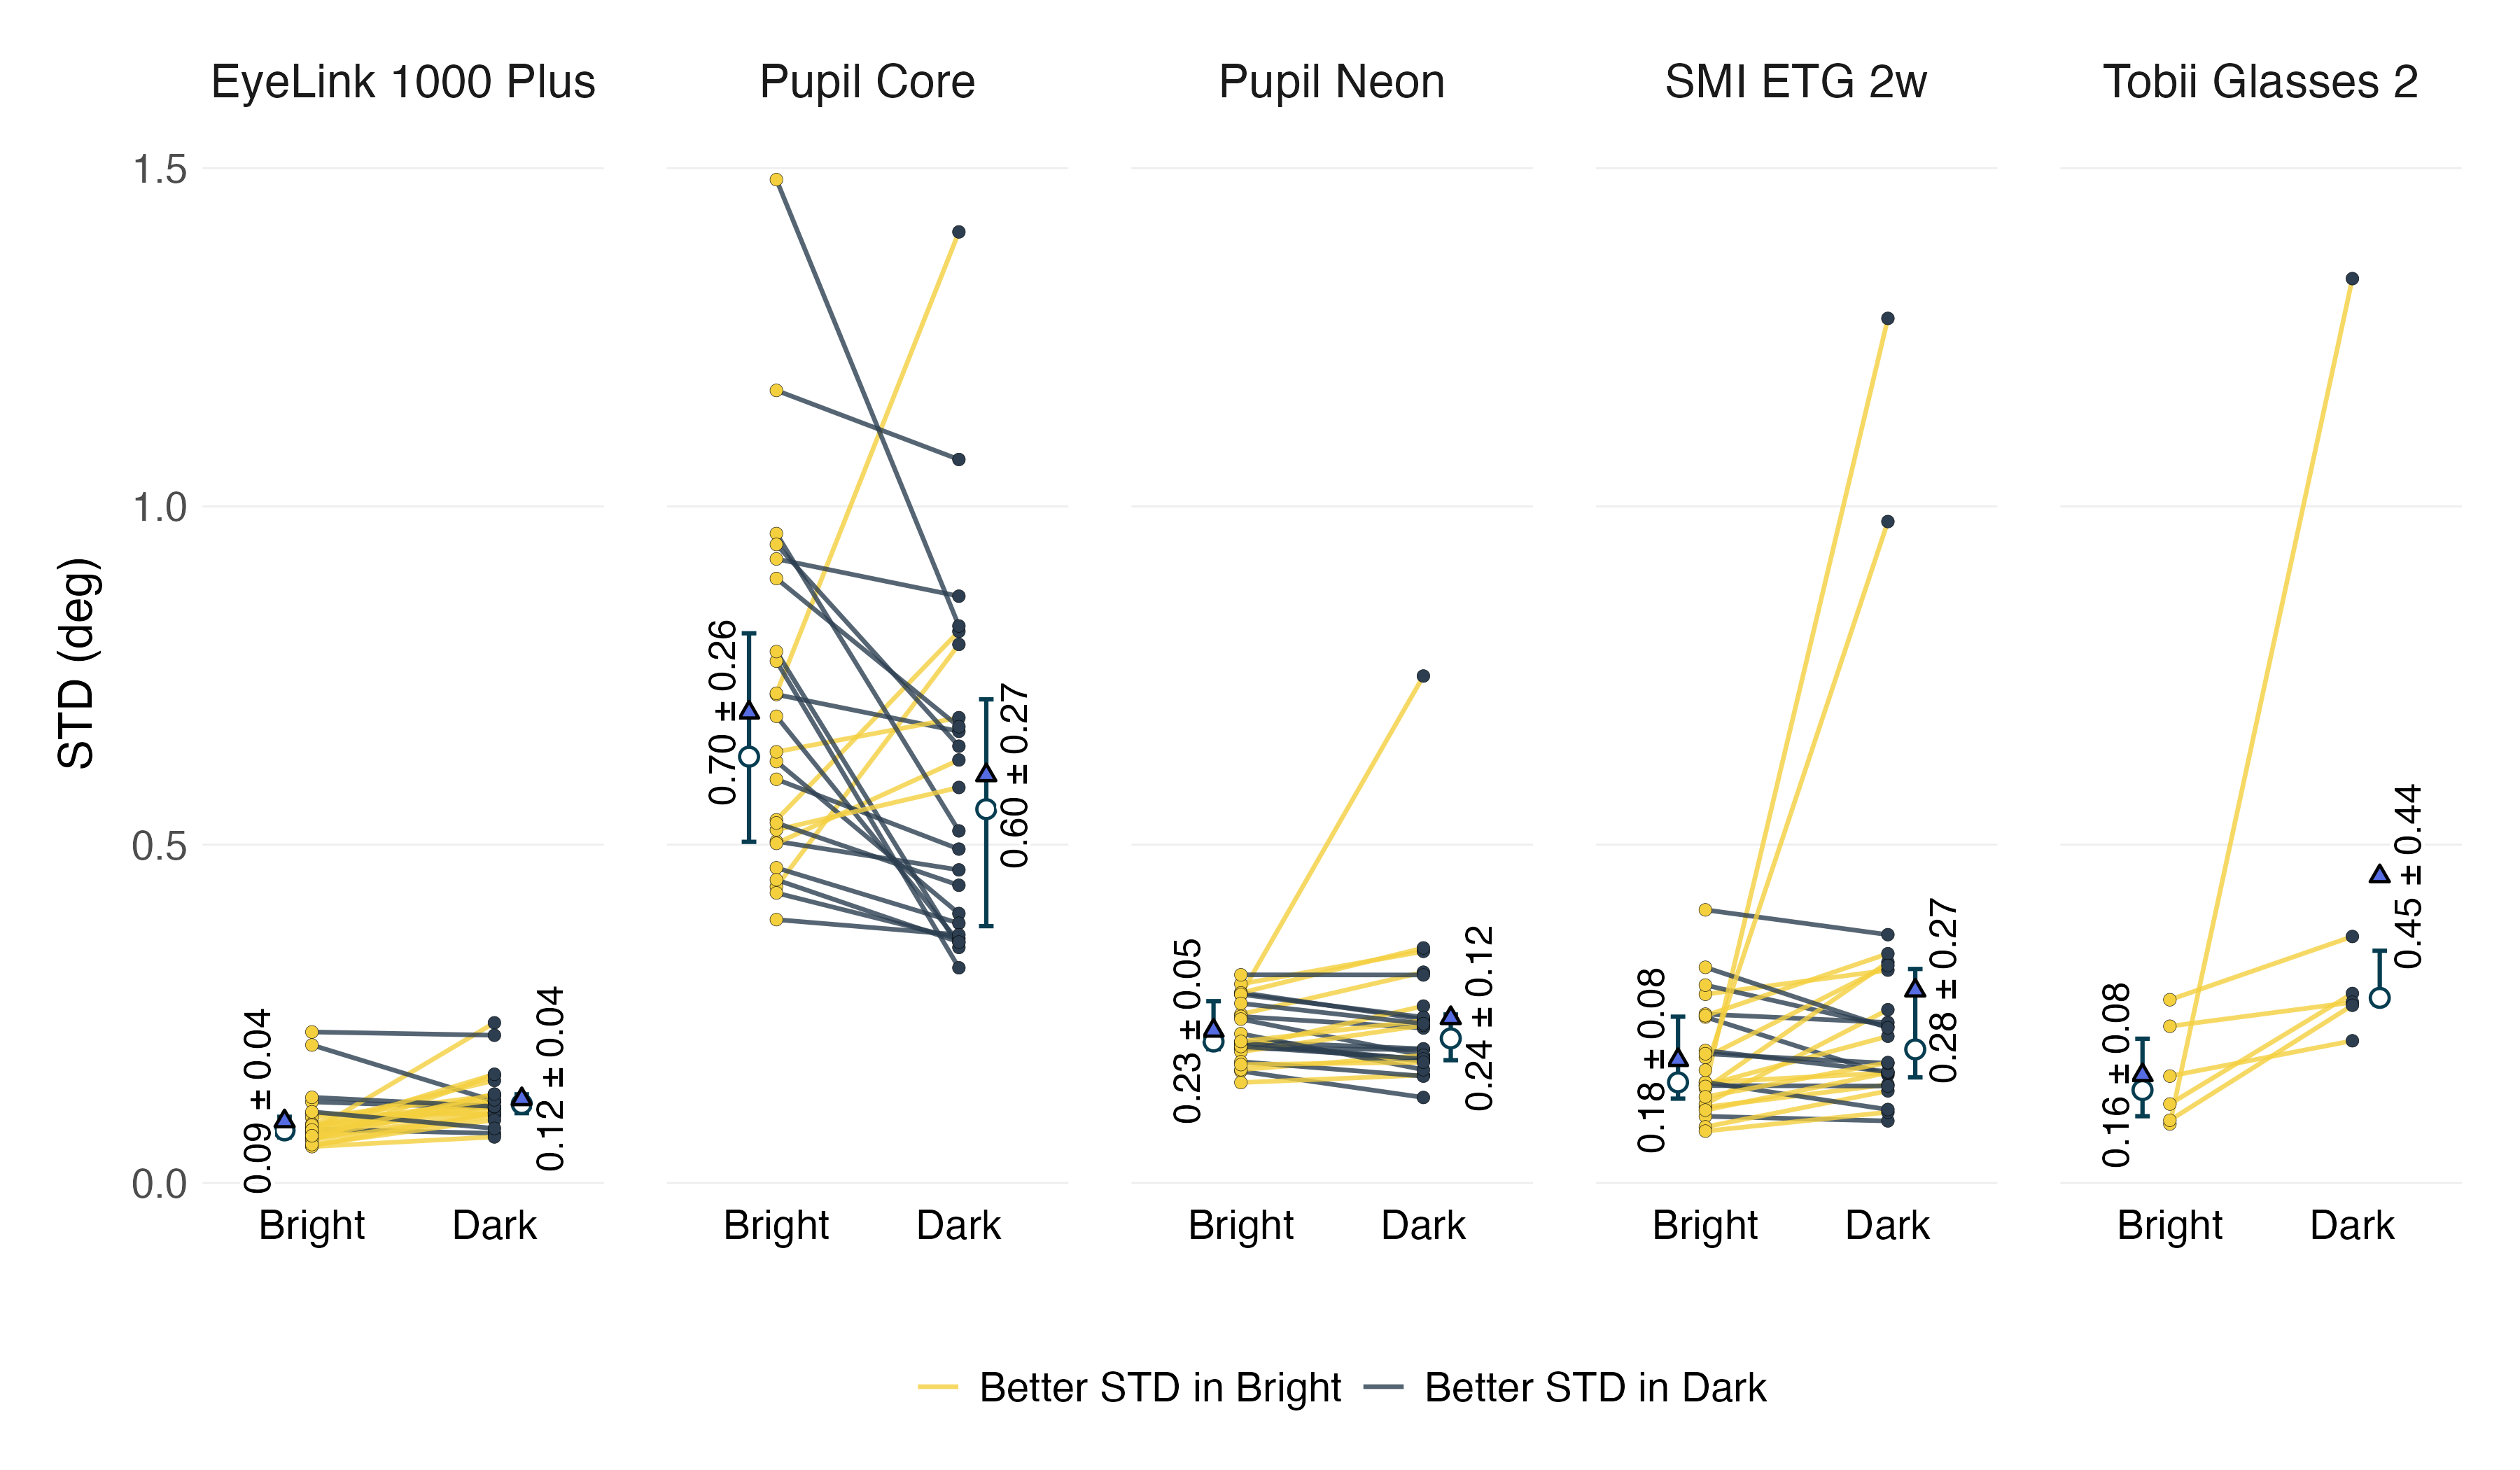 EyeLink 1000 Plus
Pupil Core
Pupil Neon
SMI ETG 2w
Tobii Glasses 2
STD (deg)
1.5
1.0
0.5
0.0
0.09 ± 0.04
0.12 ± 0.04
0.70 ± 0.26
0.60 ± 0.27
0.23 ± 0.05
0.24 ± 0.12
0.18 ± 0.08
0.28 ± 0.27
0.16 ± 0.08
0.45 ± 0.44
Bright Dark
Bright Dark
Bright Dark
Bright Dark
Bright Dark
Better STD in Bright
Better STD in Dark